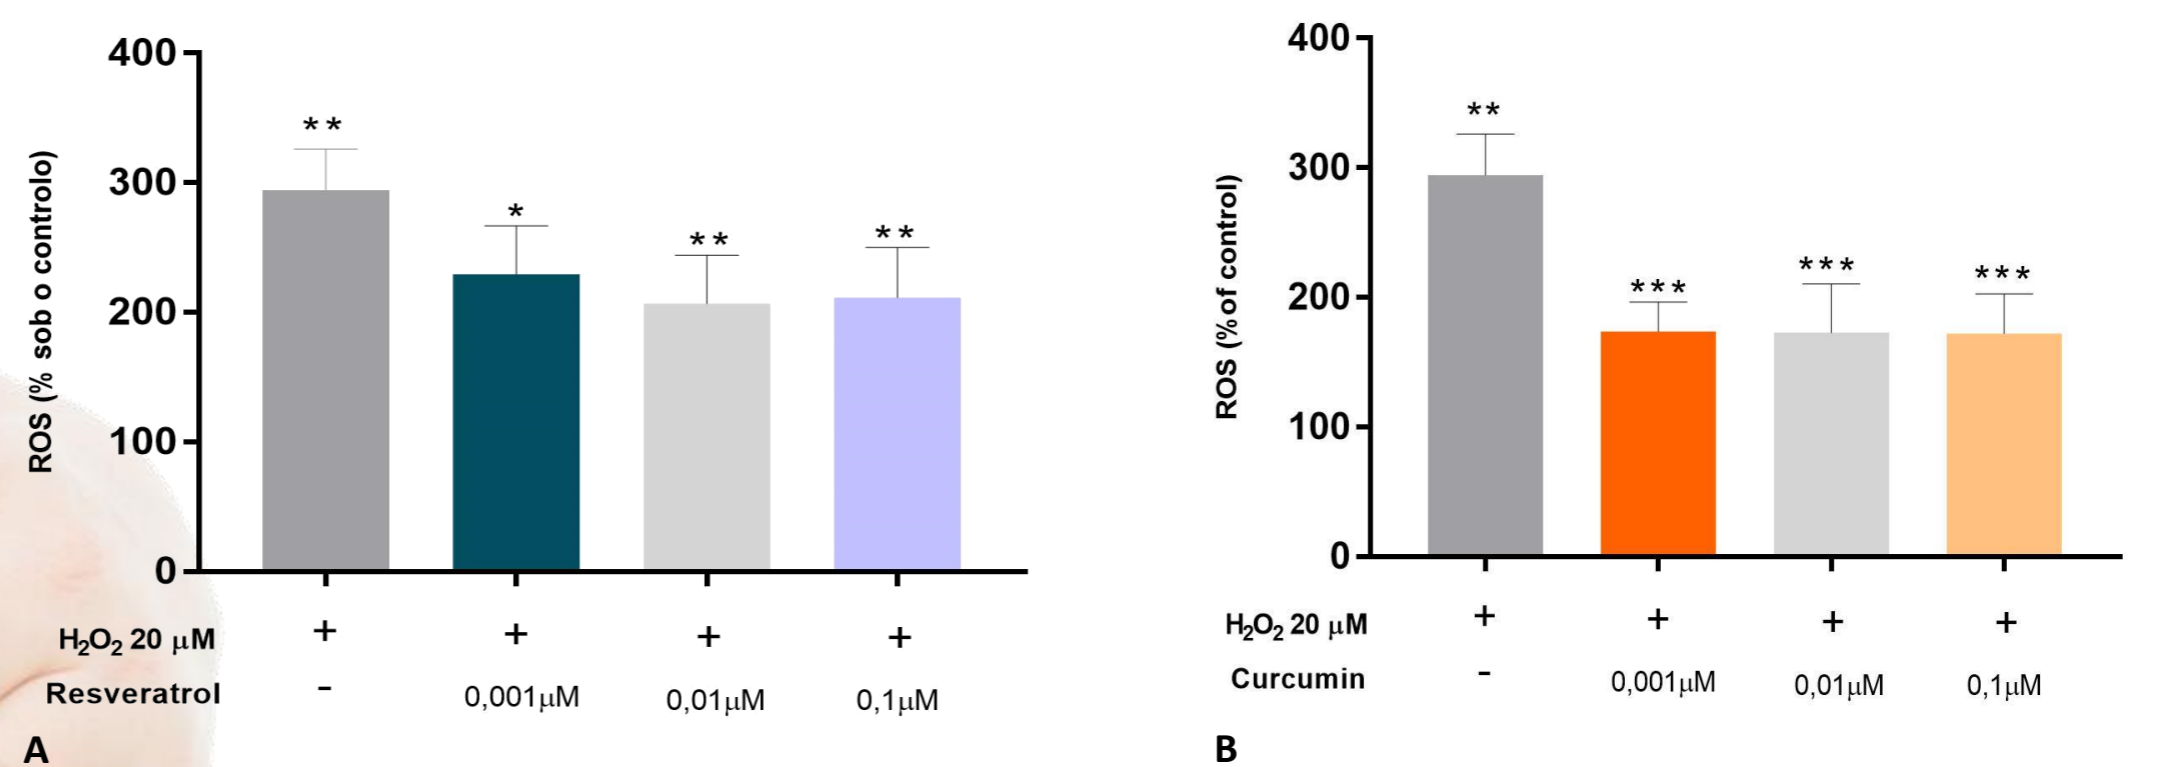 400
**
300
*
**
**
200
100
0
ROS (% sob o controlo)
H₂O₂ 20 µM + + + +
Resveratrol - 0,001µM 0,01µM 0,1µM
A
400
**
300
***
***
***
200
100
0
ROS (% of control)
H₂O₂ 20 µM + + + +
Curcumin - 0,001µM 0,01µM 0,1µM
B